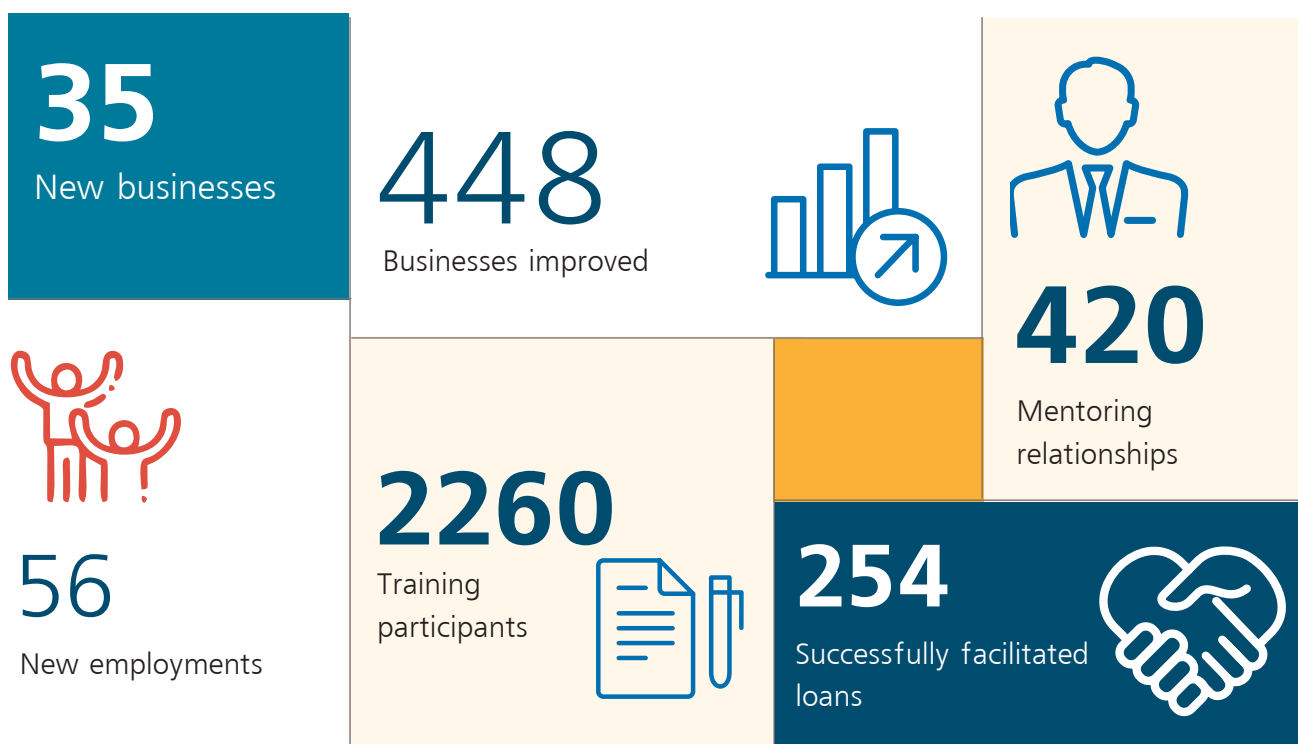 35
New businesses
448
Businesses improved
420
Mentoring
relationships
56
New employments
2260
Training
participants
254
Successfully facilitated
loans